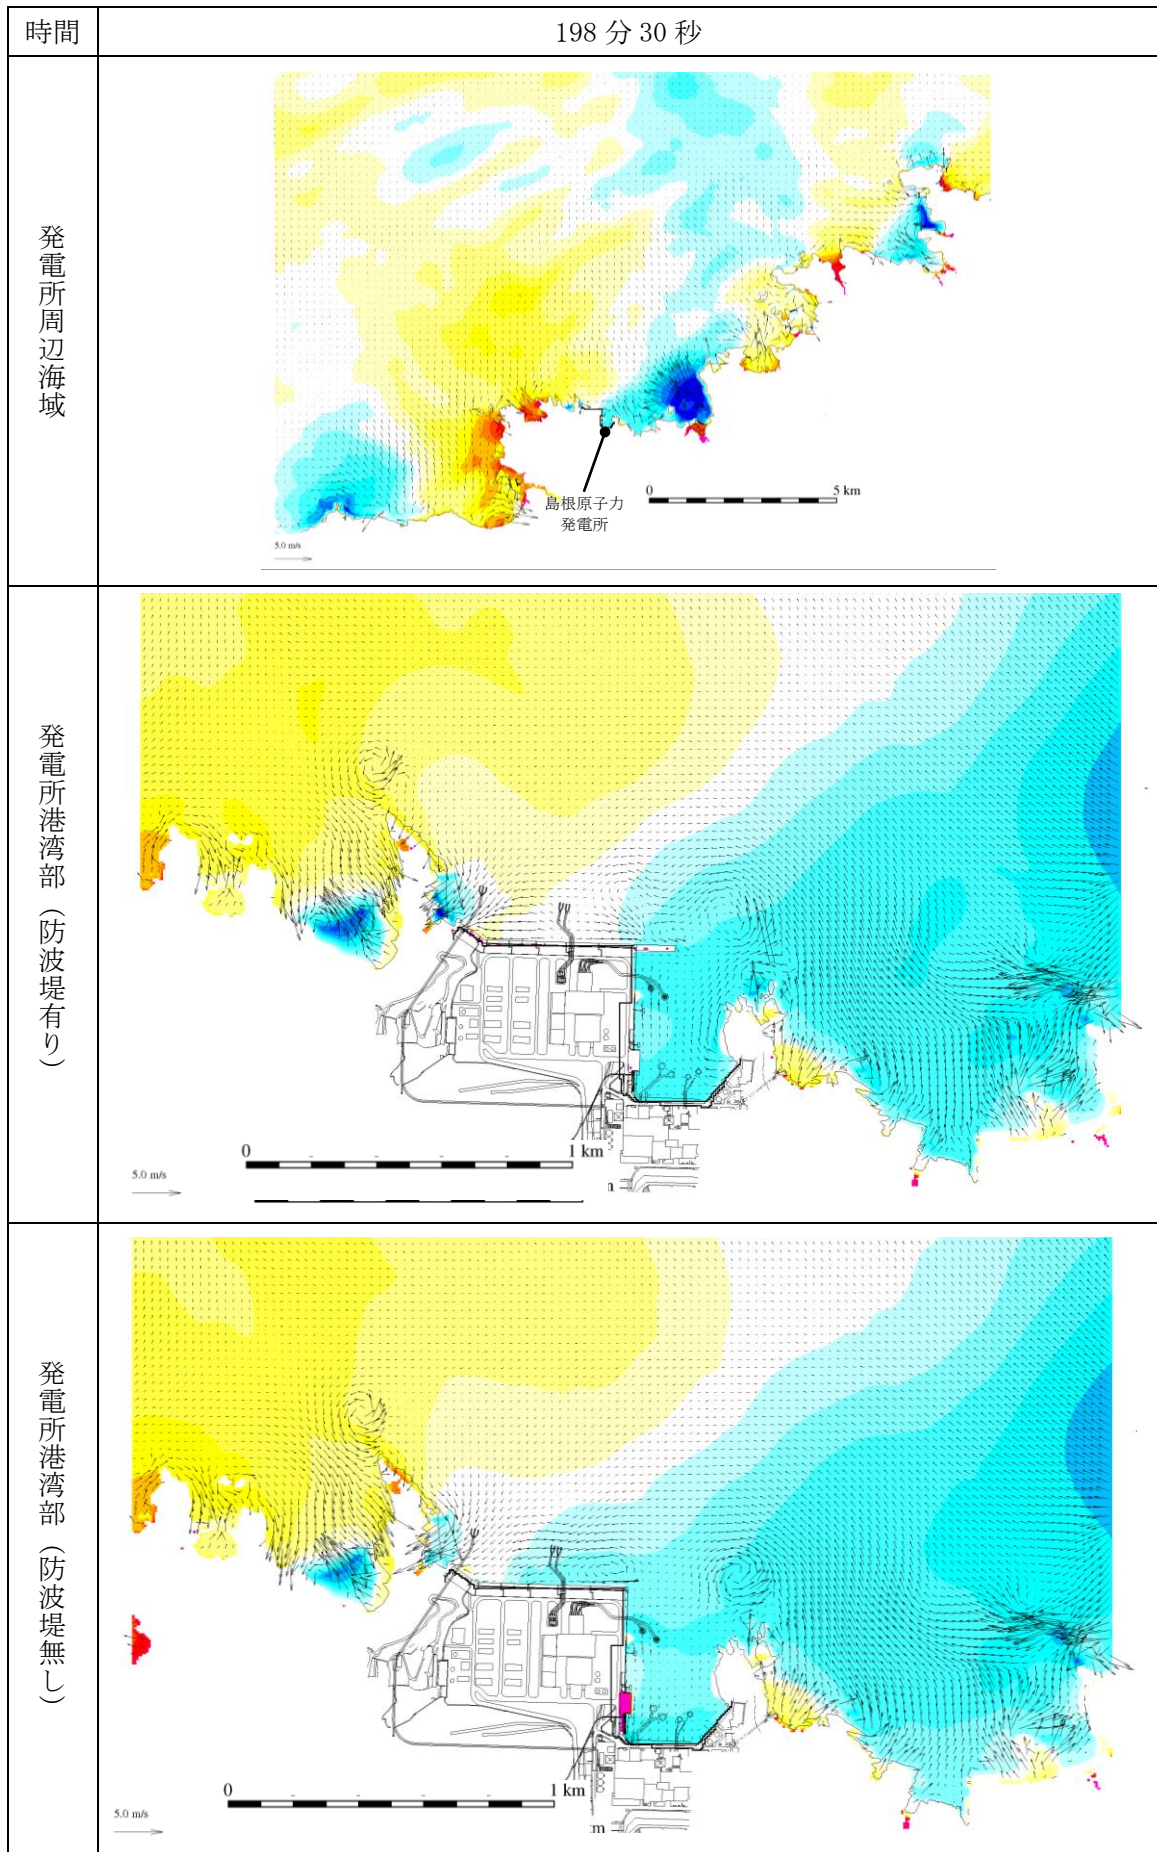 時間
198 分 30 秒
発電所周辺海域
島根原子力
発電所
0
5 km
5.0 m/s
発電所港湾部（防波堤有り）
0
1 km
5.0 m/s
発電所港湾部（防波堤無し）
0
1 km
5.0 m/s